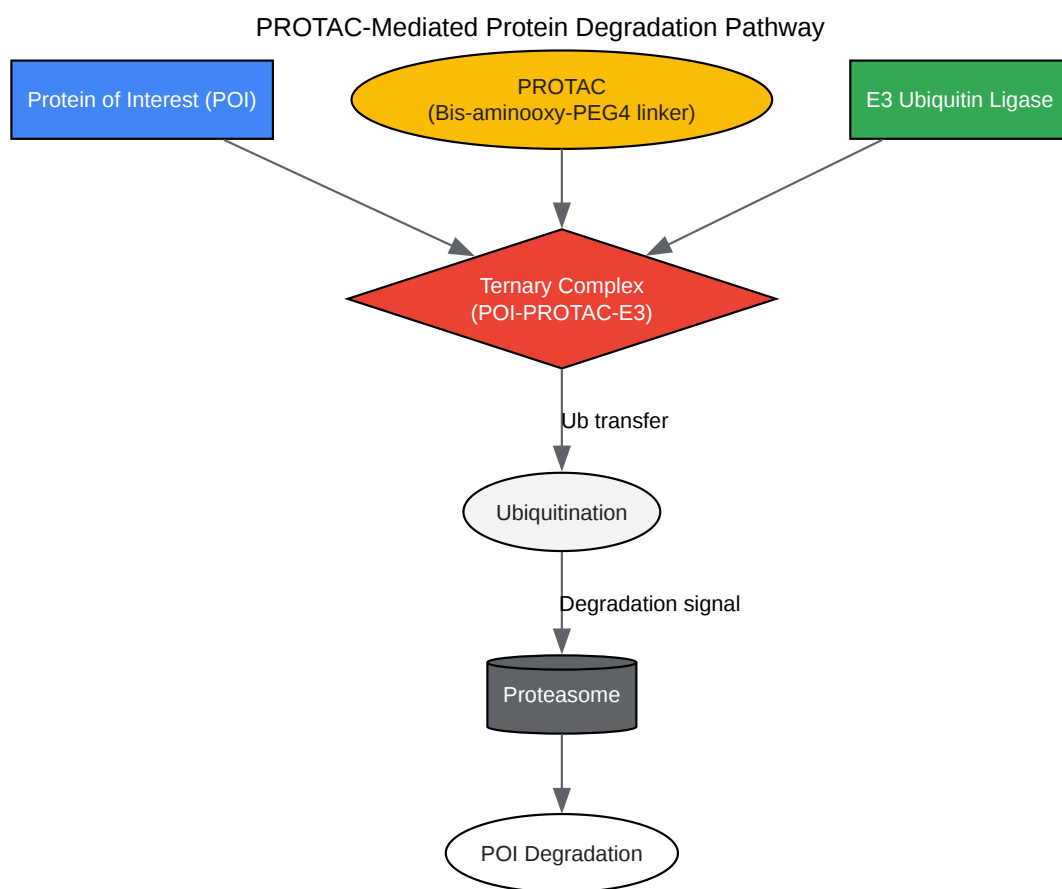 PROTAC-Mediated Protein Degradation Pathway
Protein of Interest (POI)
PROTAC
(Bis-aminooxy-PEG4 linker)
E3 Ubiquitin Ligase
Ternary Complex
(POI-PROTAC-E3)
Ub transfer
Ubiquitination
Degradation signal
Proteasome
POI Degradation